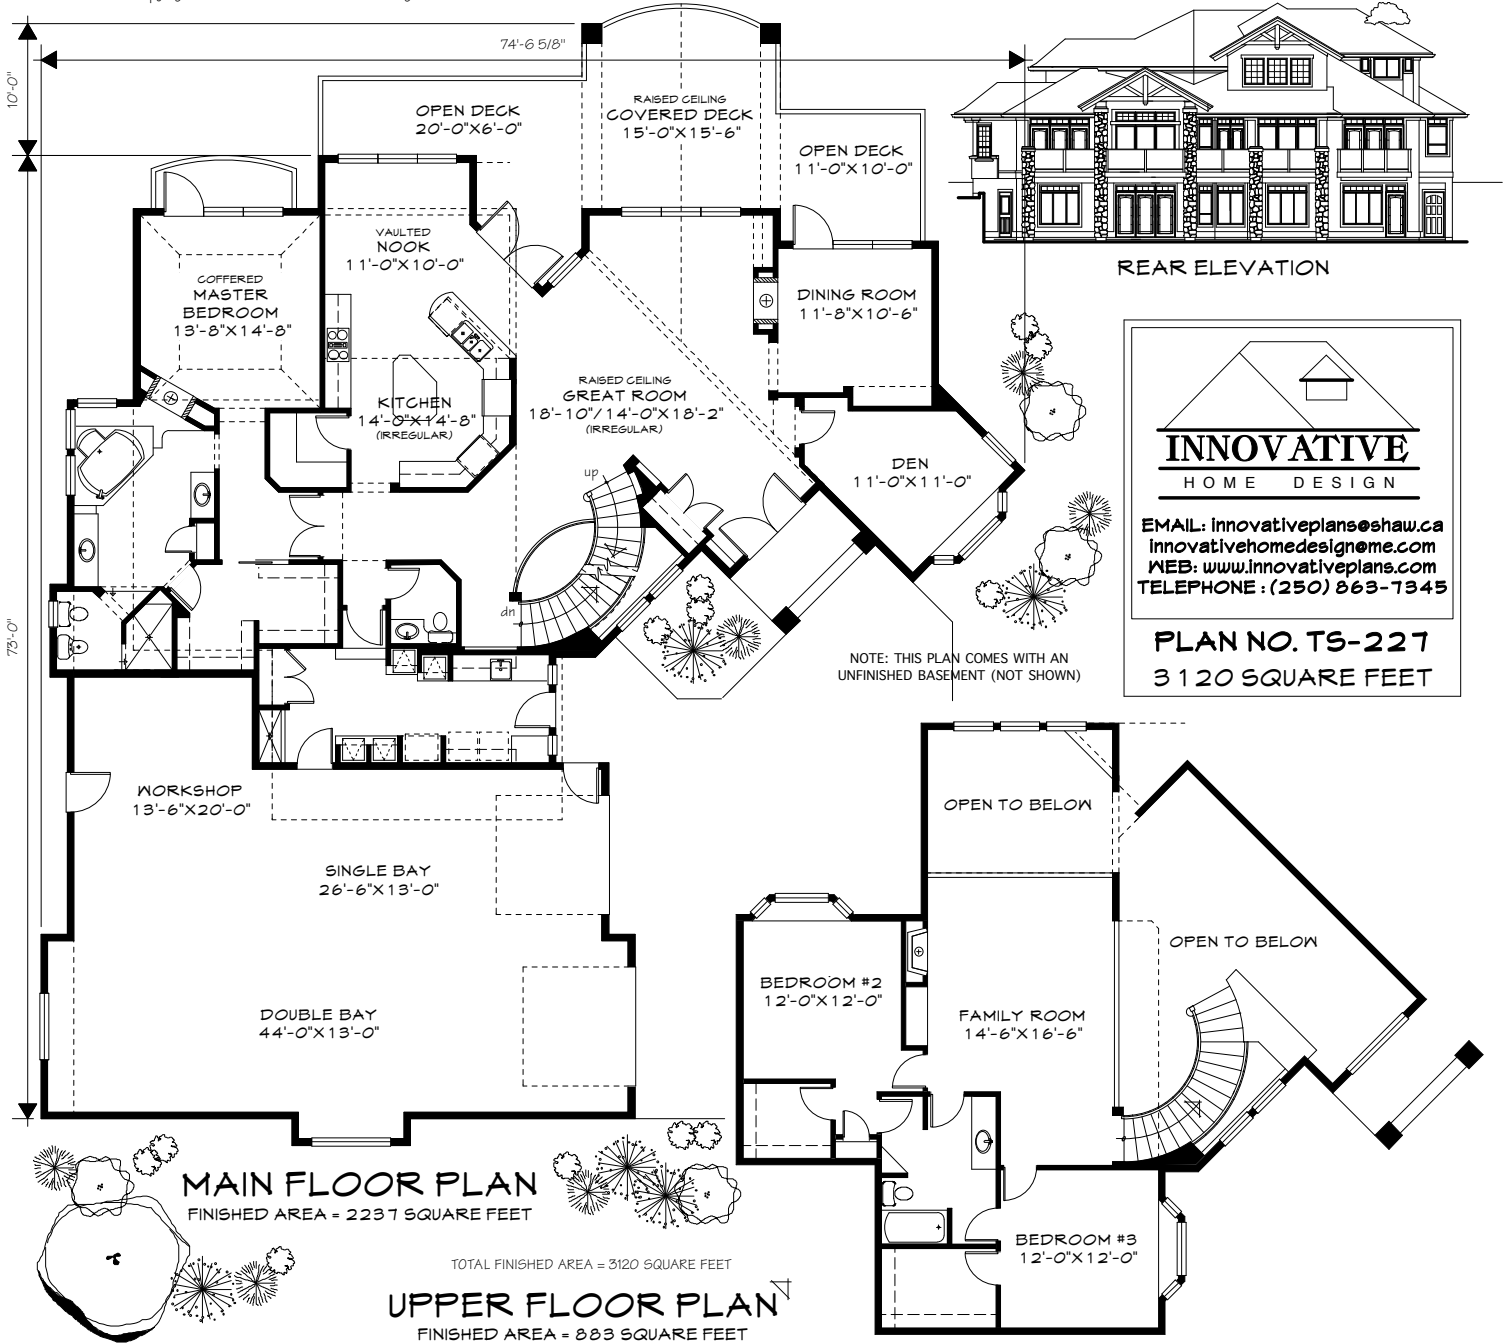 74'-6 5/8"
10'-0"
73'-0"
OPEN DECK
20'-0"X6'-0"
RAISED CEILING
COVERED DECK
15'-0"X15'-6"
OPEN DECK
11'-0"X10'-0"
REAR ELEVATION
VAULTED
NOOK
11'-0"X10'-0"
COFFERED
MASTER
BEDROOM
13'-8"X14'-8"
DINING ROOM
11'-8"X10'-6"
RAISED CEILING
GREAT ROOM
18'-10"/14'-0"X18'-2"
(IRREGULAR)
KITCHEN
14'-0"X14'-8"
(IRREGULAR)
DEN
11'-0"X11'-0"
up
dn
INNOVATIVE
HOME DESIGN
EMAIL: innovativeplans@shaw.ca
innovativehomedesign@me.com
WEB: www.innovativeplans.com
TELEPHONE : (250) 863-7345
PLAN NO. TS-227
3120 SQUARE FEET
NOTE: THIS PLAN COMES WITH AN
UNFINISHED BASEMENT (NOT SHOWN)
WORKSHOP
13'-6"X20'-0"
SINGLE BAY
26'-6"X13'-0"
DOUBLE BAY
44'-0"X13'-0"
OPEN TO BELOW
OPEN TO BELOW
BEDROOM #2
12'-0"X12'-0"
FAMILY ROOM
14'-6"X16'-6"
BEDROOM #3
12'-0"X12'-0"
MAIN FLOOR PLAN
FINISHED AREA = 2237 SQUARE FEET
TOTAL FINISHED AREA = 3120 SQUARE FEET
UPPER FLOOR PLAN
FINISHED AREA = 883 SQUARE FEET